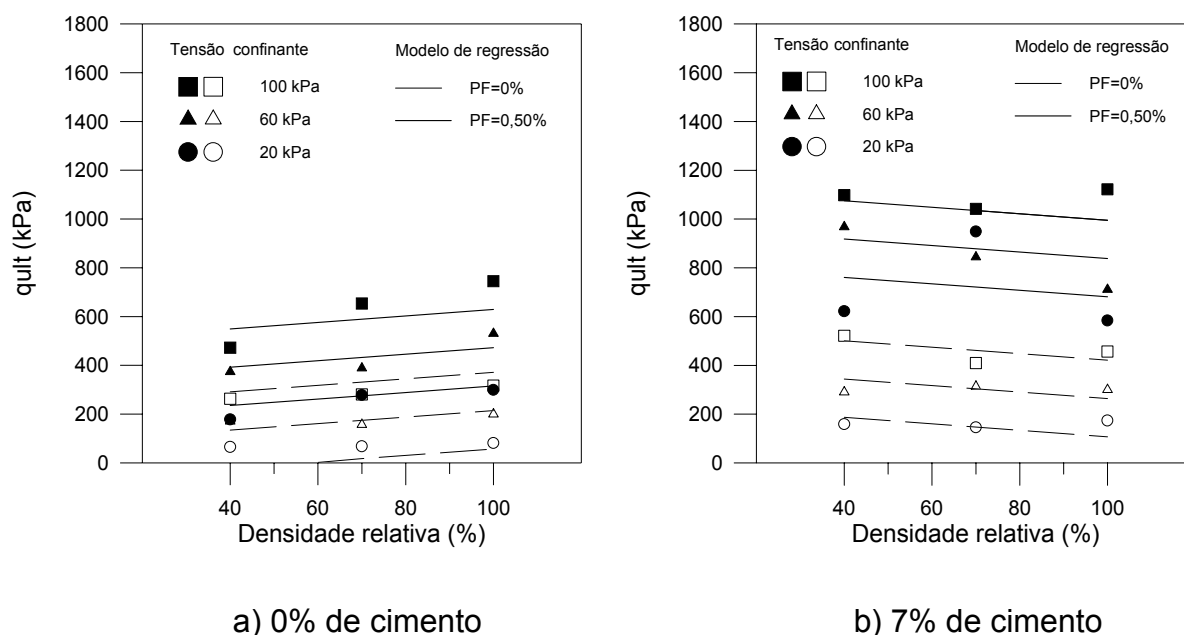 1800
1600
1400
1200
1000
800
600
400
200
0
qult (kPa)
Tensão confinante
100 kPa
60 kPa
20 kPa
Modelo de regressão
PF=0%
PF=0,50%
40 60 80 100
Densidade relativa (%)
a) 0% de cimento
1800
1600
1400
1200
1000
800
600
400
200
0
qult (kPa)
Tensão confinante
100 kPa
60 kPa
20 kPa
Modelo de regressão
PF=0%
PF=0,50%
40 60 80 100
Densidade relativa (%)
b) 7% de cimento